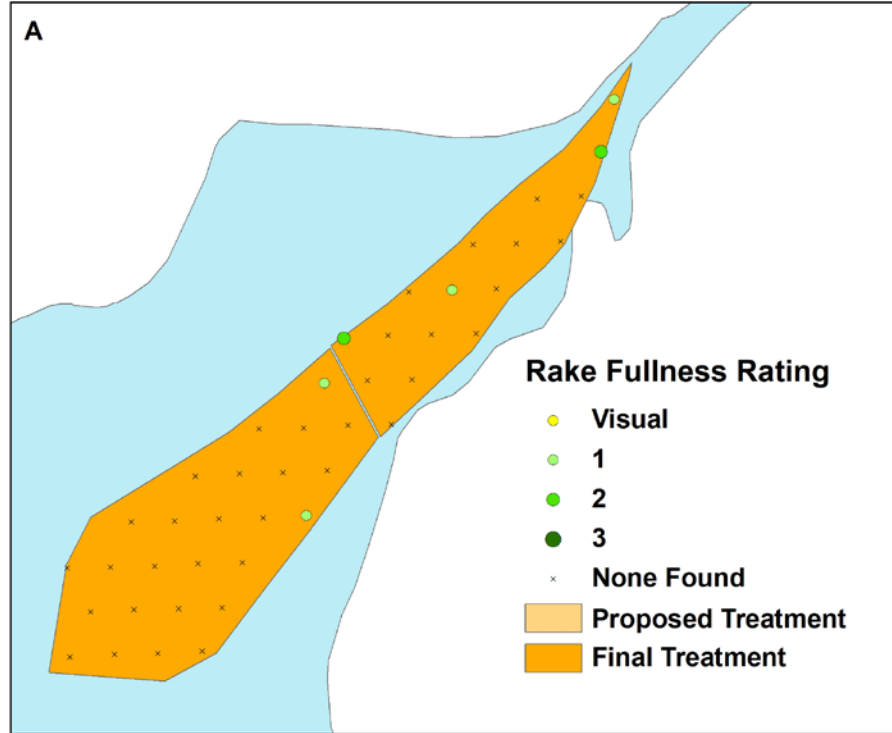 A
Rake Fullness Rating
Visual
1
2
3
None Found
Proposed Treatment
Final Treatment